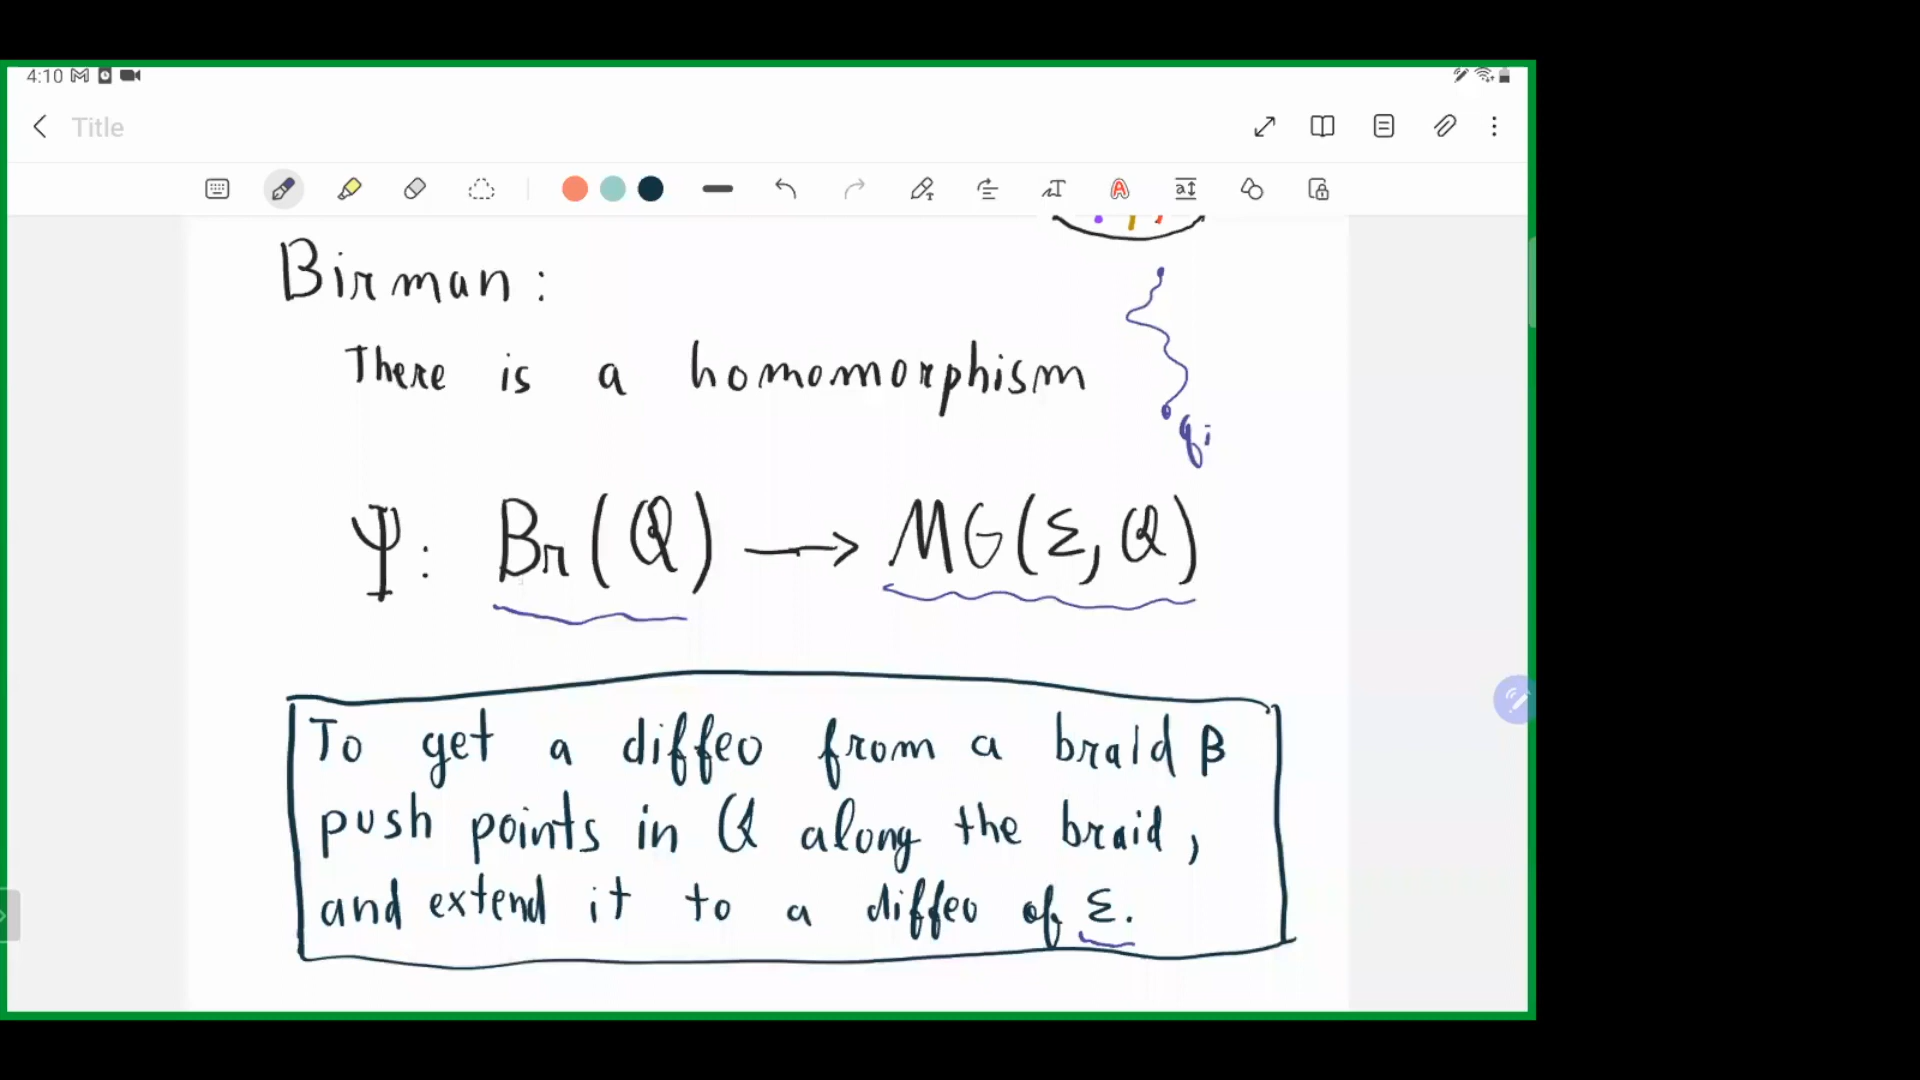 4:10
Title
Birman:
There is a homomorphism
qi
Ψ: Br(Q) → MG(Σ, Q)
To get a diffeo from a braid β
push points in Q along the braid,
and extend it to a diffeo of Σ.